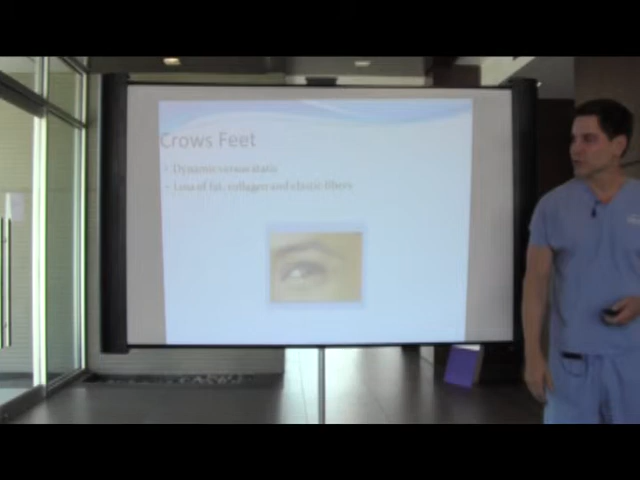 Crows Feet
Dynamic versus static
Loss of fat, collagen and elastic fibers